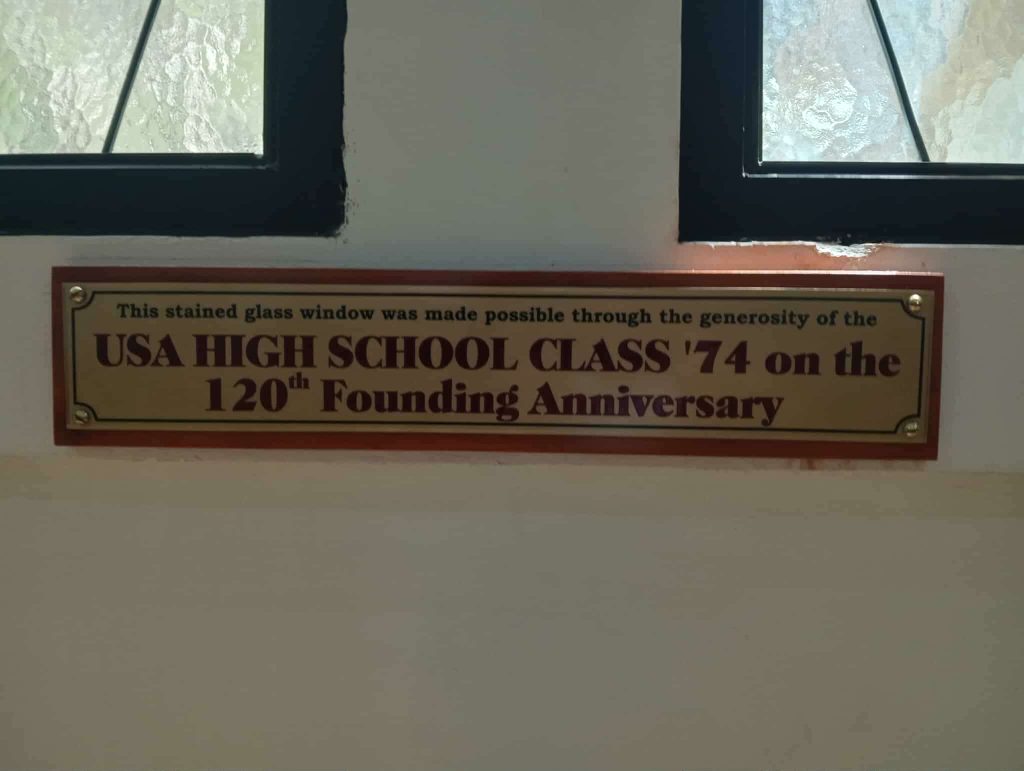 This stained glass window was made possible through the generosity of the
USA HIGH SCHOOL CLASS '74 on the
120th Founding Anniversary